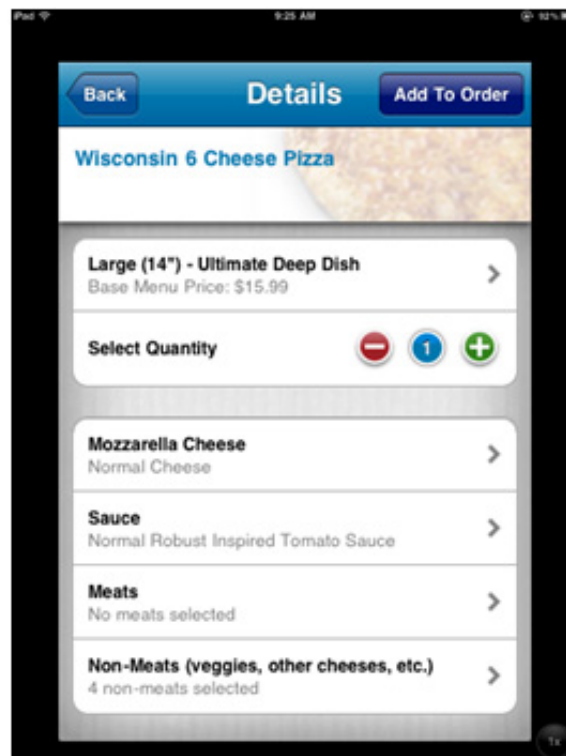 iPad 9:25 AM 92%
Back Details Add To Order
Wisconsin 6 Cheese Pizza
Large (14") - Ultimate Deep Dish
Base Menu Price: $15.99
Select Quantity 1
Mozzarella Cheese
Normal Cheese
Sauce
Normal Robust Inspired Tomato Sauce
Meats
No meats selected
Non-Meats (veggies, other cheeses, etc.)
4 non-meats selected
1x